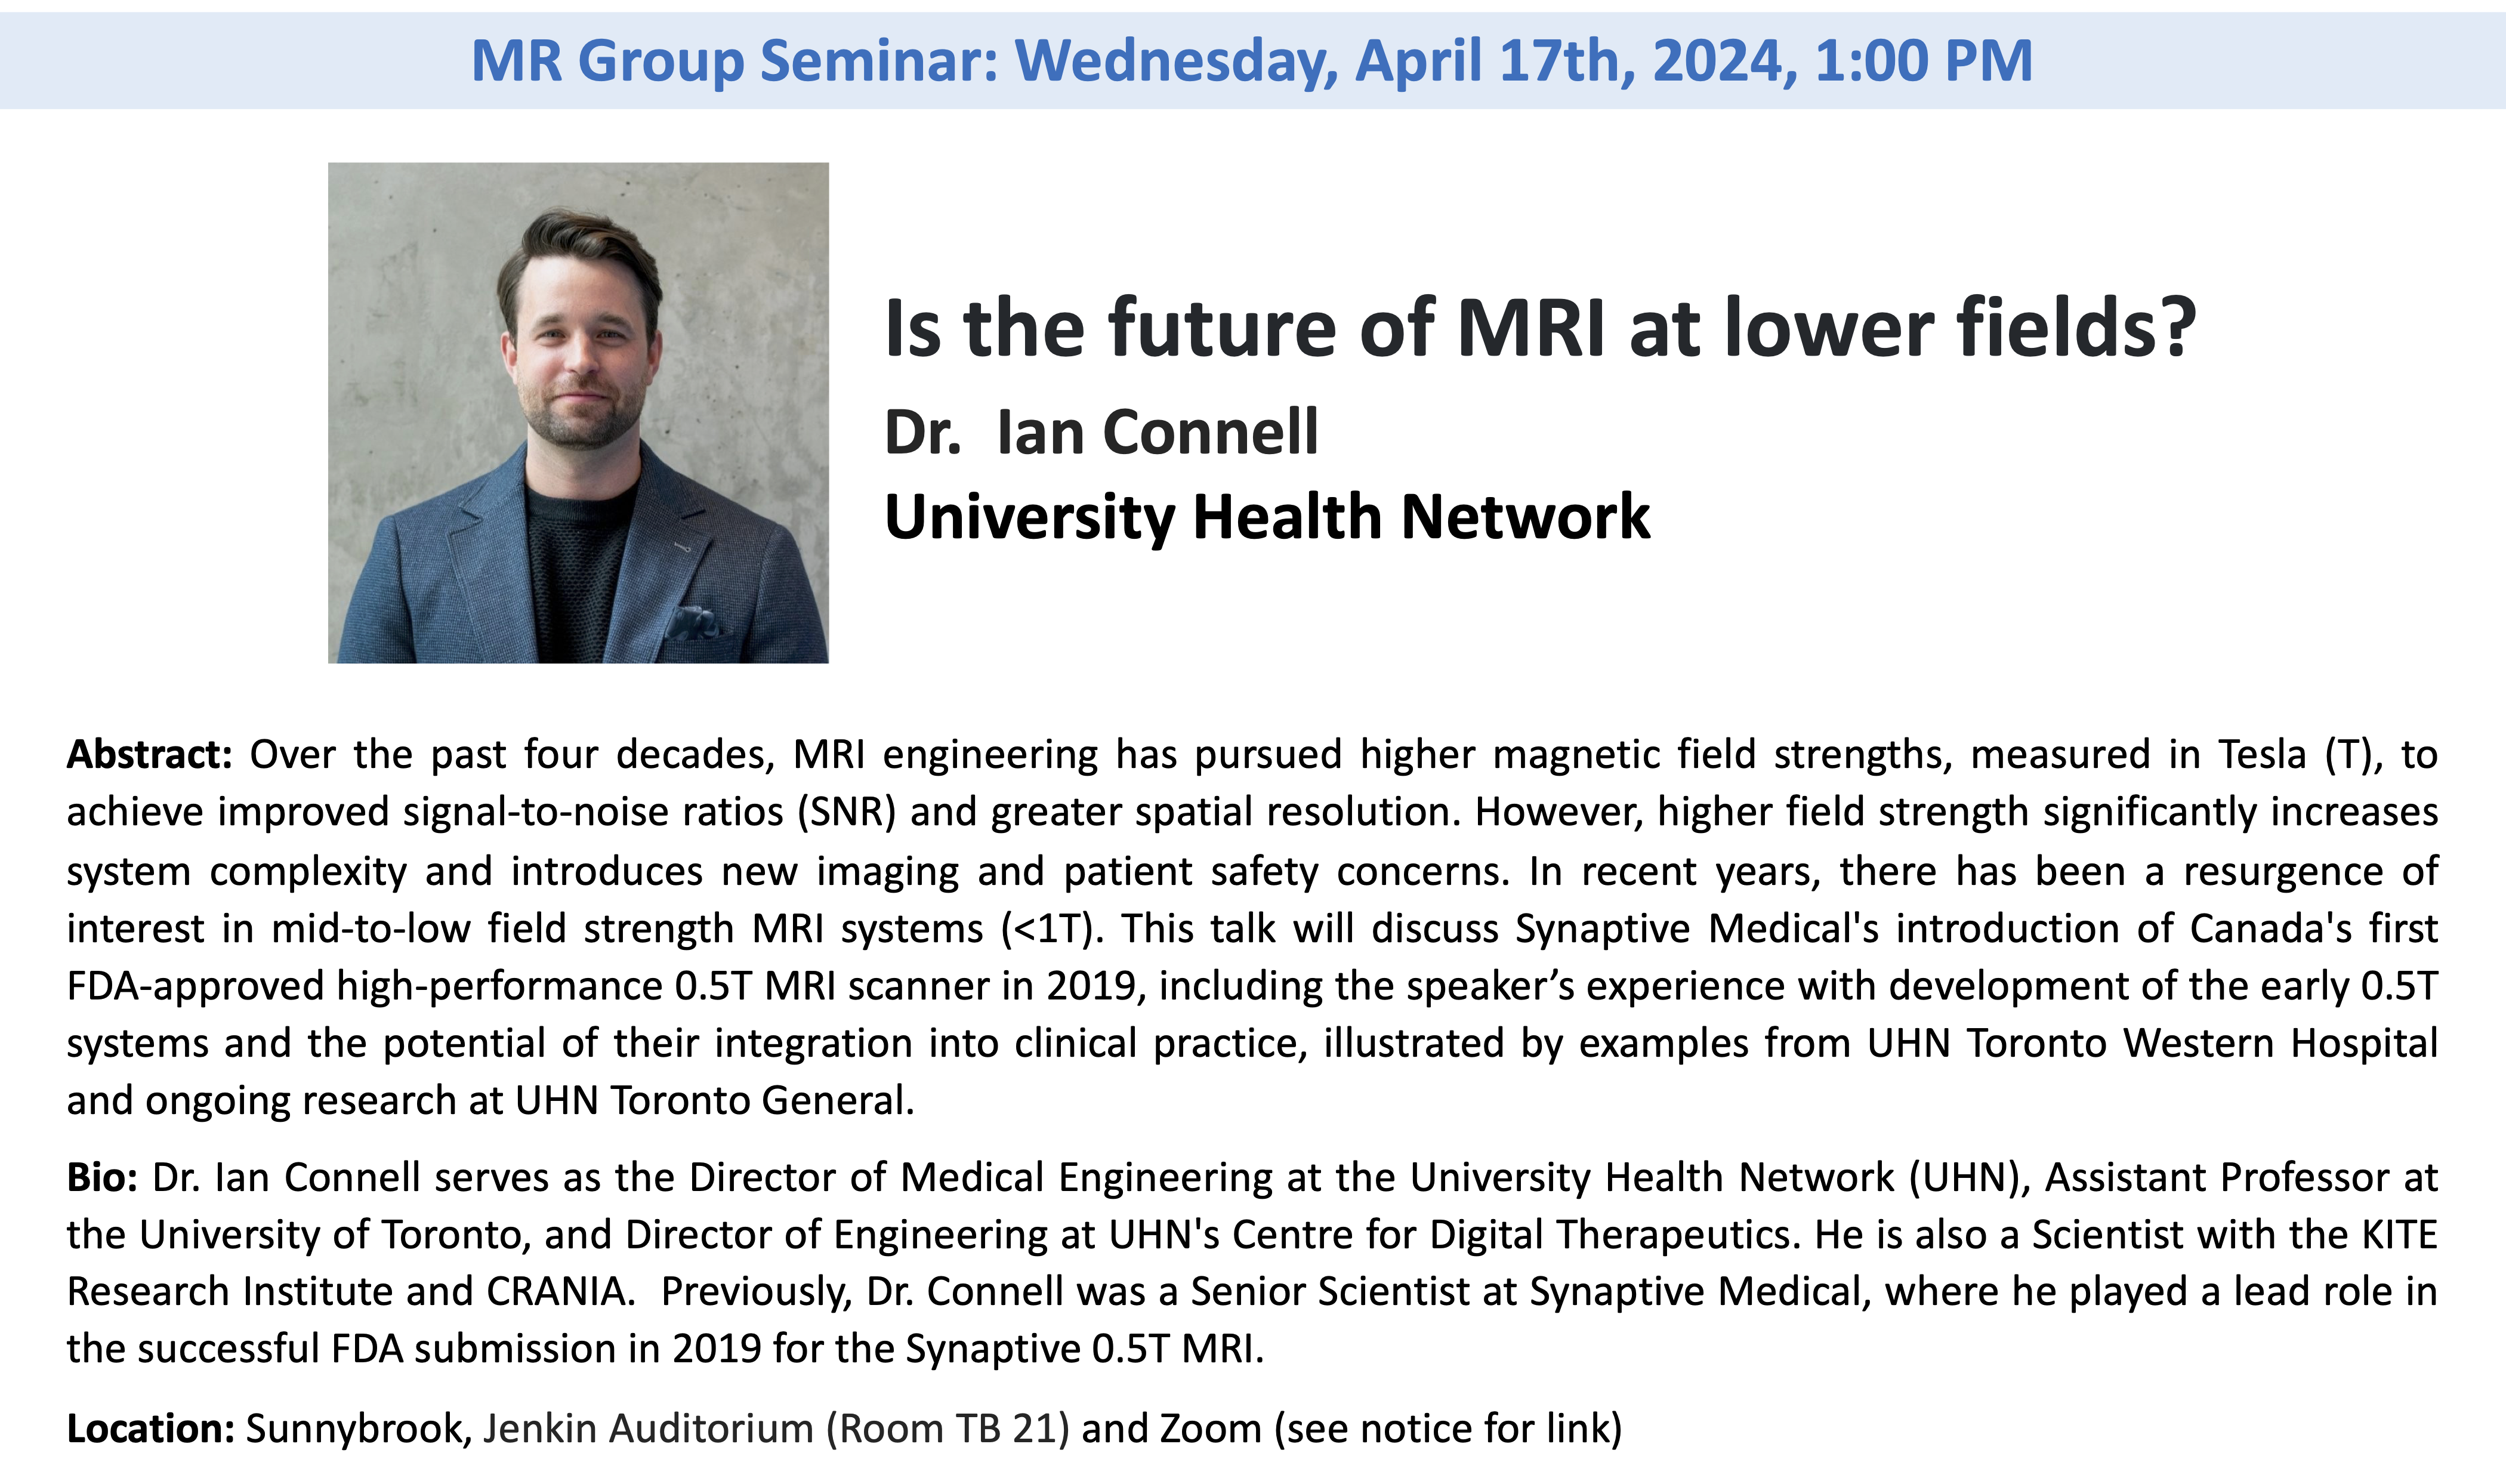 MR Group Seminar: Wednesday, April 17th, 2024, 1:00 PM
Is the future of MRI at lower fields?
Dr.  Ian Connell
University Health Network
Abstract: Over the past four decades, MRI engineering has pursued higher magnetic field strengths, measured in Tesla (T), to
achieve improved signal-to-noise ratios (SNR) and greater spatial resolution. However, higher field strength significantly increases
system complexity and introduces new imaging and patient safety concerns. In recent years, there has been a resurgence of
interest in mid-to-low field strength MRI systems (<1T). This talk will discuss Synaptive Medical's introduction of Canada's first
FDA-approved high-performance 0.5T MRI scanner in 2019, including the speaker’s experience with development of the early 0.5T
systems and the potential of their integration into clinical practice, illustrated by examples from UHN Toronto Western Hospital
and ongoing research at UHN Toronto General.
Bio: Dr. Ian Connell serves as the Director of Medical Engineering at the University Health Network (UHN), Assistant Professor at
the University of Toronto, and Director of Engineering at UHN's Centre for Digital Therapeutics. He is also a Scientist with the KITE
Research Institute and CRANIA.  Previously, Dr. Connell was a Senior Scientist at Synaptive Medical, where he played a lead role in
the successful FDA submission in 2019 for the Synaptive 0.5T MRI.
Location: Sunnybrook, Jenkin Auditorium (Room TB 21) and Zoom (see notice for link)